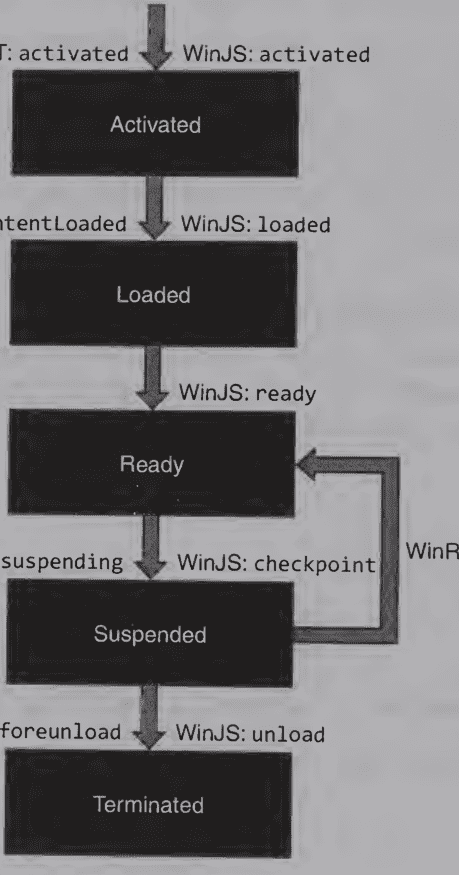 T: activated WinJS: activated
Activated
ntentLoaded WinJS: loaded
Loaded
WinJS: ready
Ready
suspending WinJS: checkpoint
WinR
Suspended
foreunload WinJS: unload
Terminated